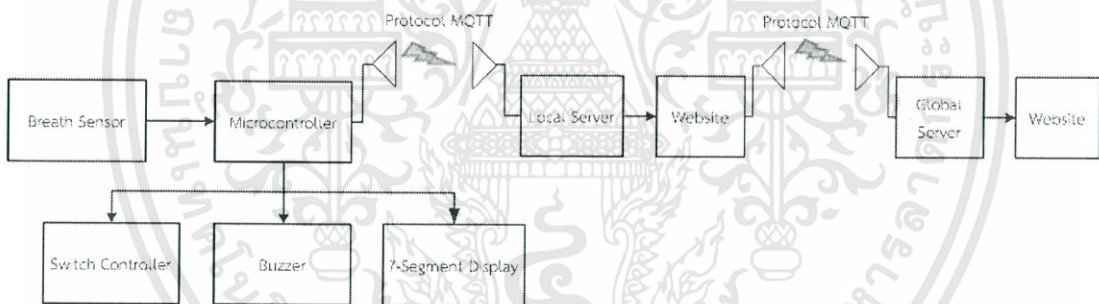 Protocol MQTT
Protocol MQTT
Breath Sensor
Microcontroller
Local Server
Website
Global
Server
Website
Switch Controller
Buzzer
7-Segment Display